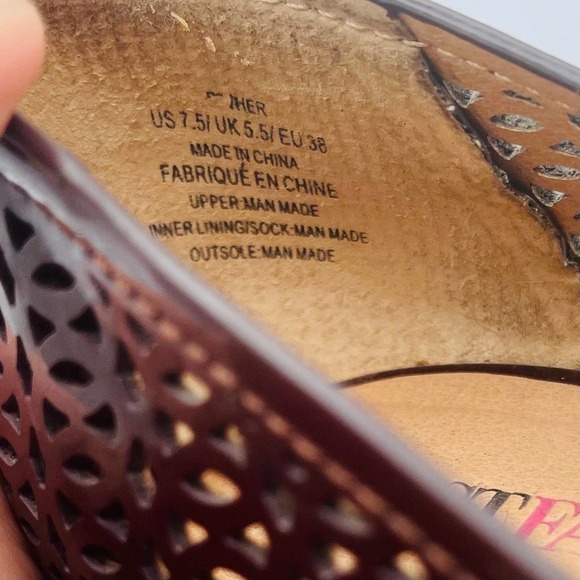 US 7.5/ UK 5.5/ EU 38
MADE IN CHINA
FABRIQUÉ EN CHINE
UPPER:MAN MADE
INNER LINING/SOCK:MAN MADE
OUTSOLE:MAN MADE